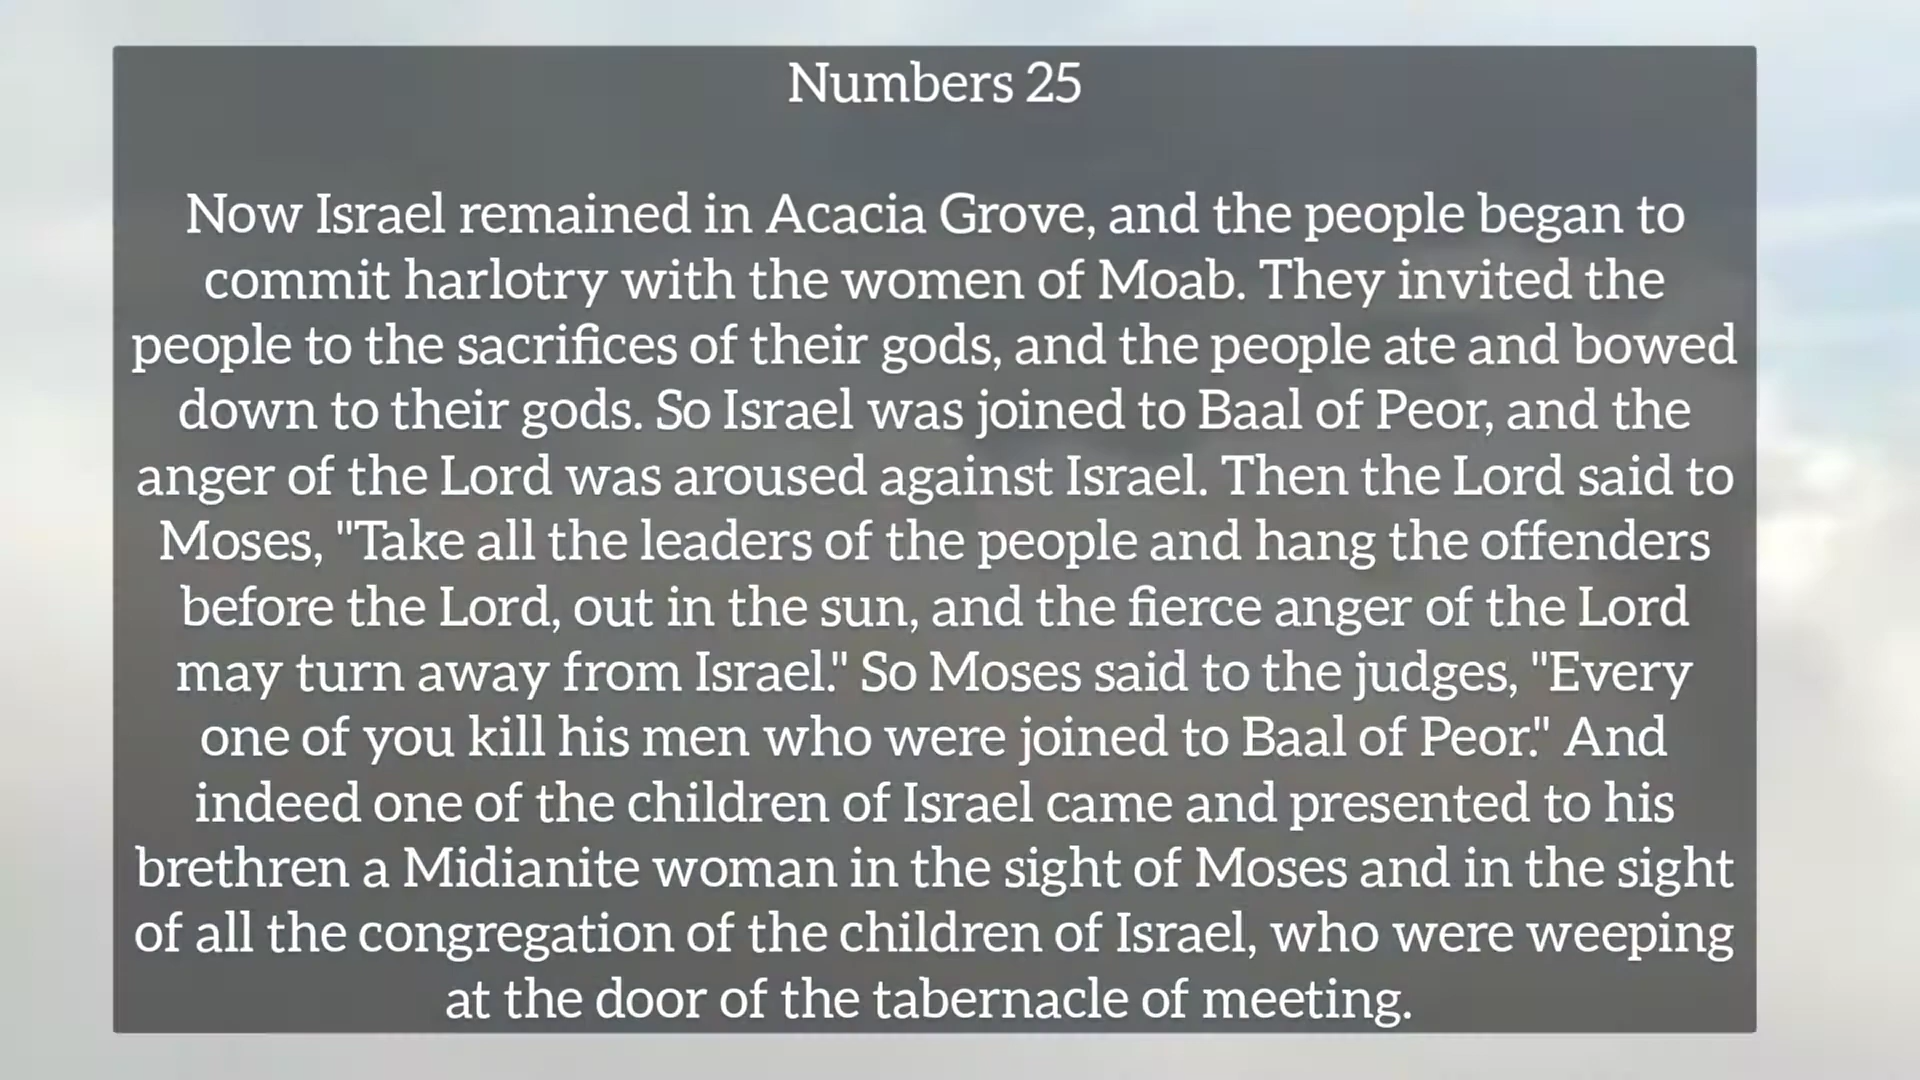 Numbers 25
Now Israel remained in Acacia Grove, and the people began to
commit harlotry with the women of Moab. They invited the
people to the sacrifices of their gods, and the people ate and bowed
down to their gods. So Israel was joined to Baal of Peor, and the
anger of the Lord was aroused against Israel. Then the Lord said to
Moses, "Take all the leaders of the people and hang the offenders
before the Lord, out in the sun, and the fierce anger of the Lord
may turn away from Israel." So Moses said to the judges, "Every
one of you kill his men who were joined to Baal of Peor." And
indeed one of the children of Israel came and presented to his
brethren a Midianite woman in the sight of Moses and in the sight
of all the congregation of the children of Israel, who were weeping
at the door of the tabernacle of meeting.